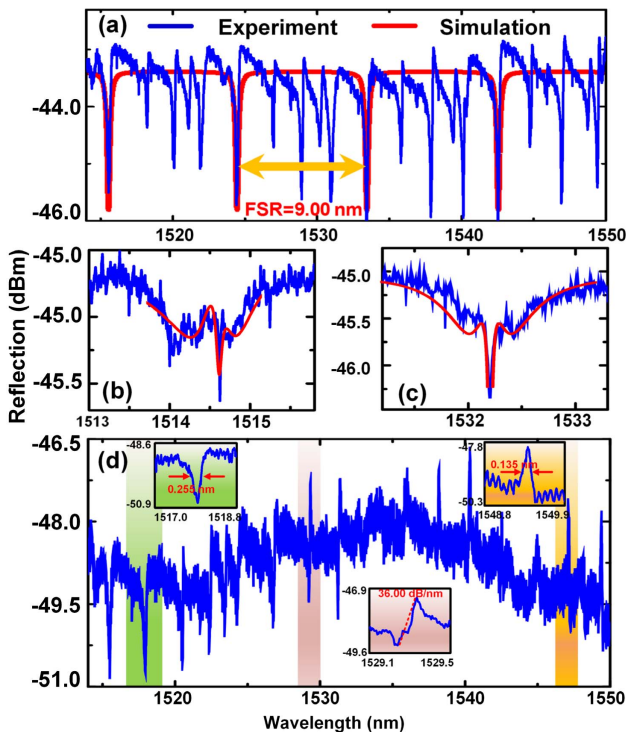 (a) Experiment Simulation
-44.0
-45.0
FSR=9.00 nm
-46.0
1520 1530 1540 1550
Reflection (dBm)
-45.0
-45.0
-45.5
(b)
1513 1514 1515
-45.0
-45.5
-46.0
(c)
1532 1533
-46.5
-48.0
-49.5
-51.0
(d)
-48.6
0.255 nm
-50.9
1517.0 1518.8
-47.8
0.135 nm
-50.3
1548.8 1549.9
-46.9
36.00 dB/nm
-49.6
1529.1 1529.5
1520 1530 1540 1550
Wavelength (nm)